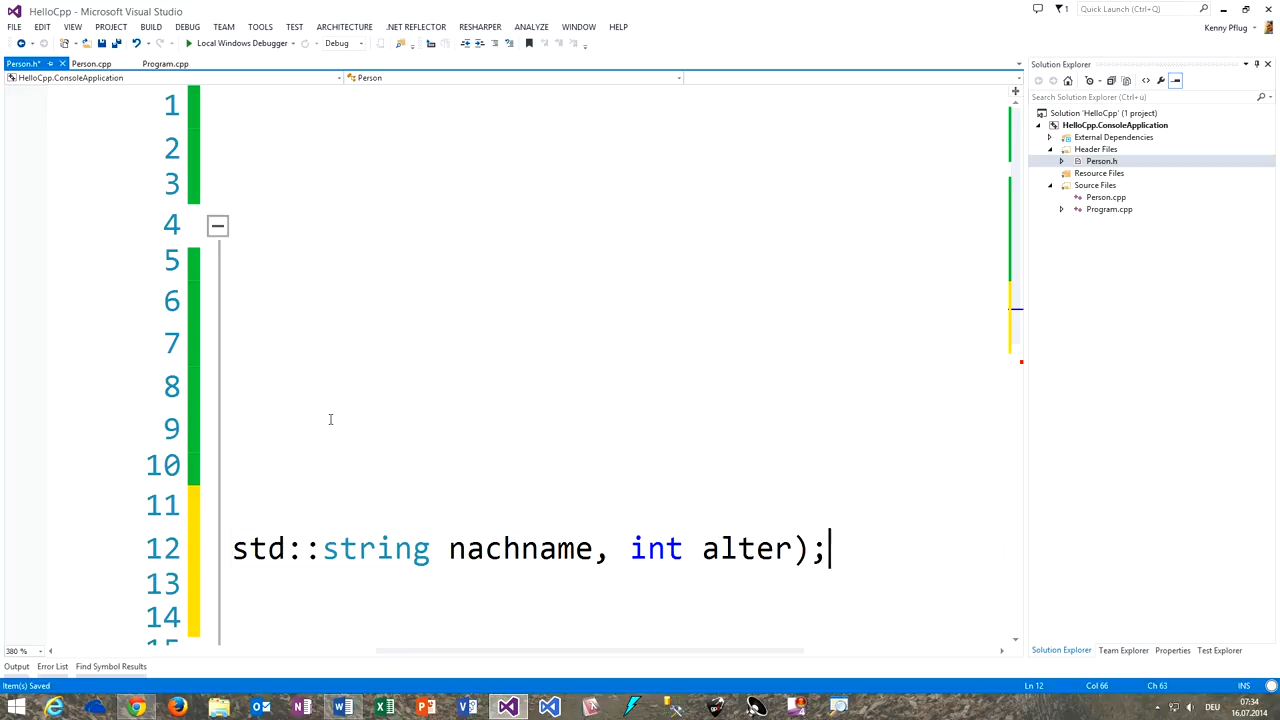 HelloCpp - Microsoft Visual Studio
1
Quick Launch (Ctrl+Q)
FILE EDIT VIEW PROJECT BUILD DEBUG TEAM TOOLS TEST ARCHITECTURE .NET REFLECTOR RESHARPER ANALYZE WINDOW HELP
Kenny Pflug
Local Windows Debugger Debug
Person.h* Person.cpp Program.cpp
HelloCpp.ConsoleApplication Person
Solution Explorer
Search Solution Explorer (Ctrl+ü)
Solution 'HelloCpp' (1 project)
HelloCpp.ConsoleApplication
External Dependencies
Header Files
Person.h
Resource Files
Source Files
Person.cpp
Program.cpp
1
2
3
4
5
6
7
8
9
10
11
12 std::string nachname, int alter);
13
14
15
380 %
Solution Explorer Team Explorer Properties Test Explorer
Output Error List Find Symbol Results
Item(s) Saved Ln 12 Col 66 Ch 63 INS
DEU 07:34
16.07.2014